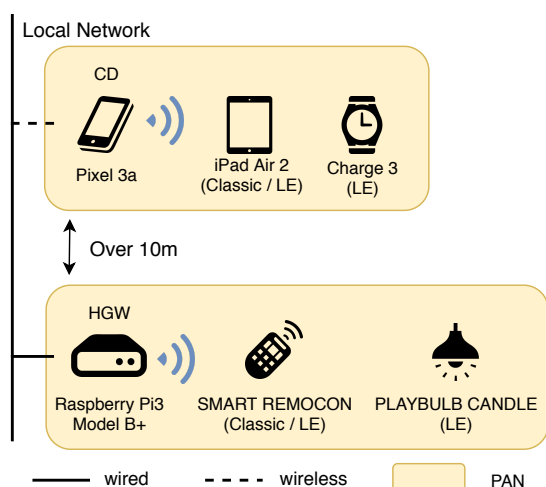 Local Network
CD
Pixel 3a
iPad Air 2
(Classic / LE)
Charge 3
(LE)
Over 10m
HGW
Raspberry Pi3
Model B+
SMART REMOCON
(Classic / LE)
PLAYBULB CANDLE
(LE)
wired
wireless
PAN